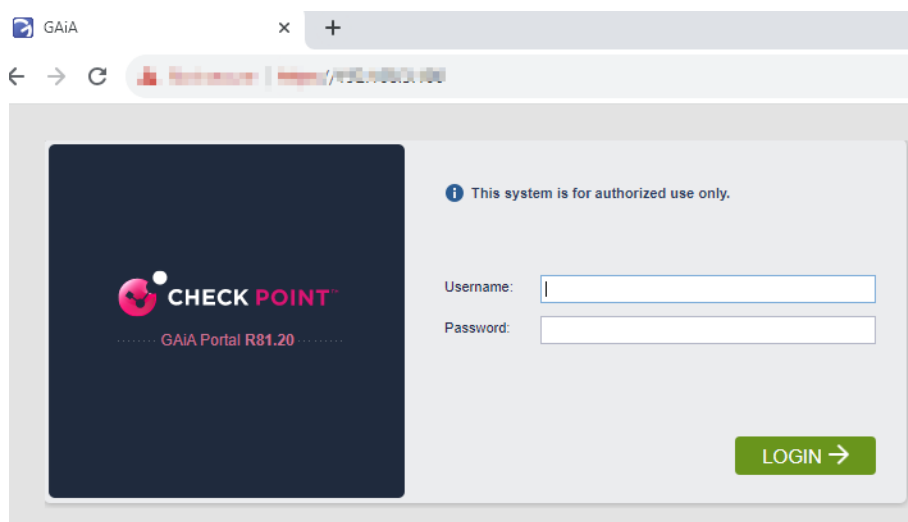 GAiA
This system is for authorized use only.
Username:
CHECK POINT™
Password:
GAiA Portal R81.20
LOGIN